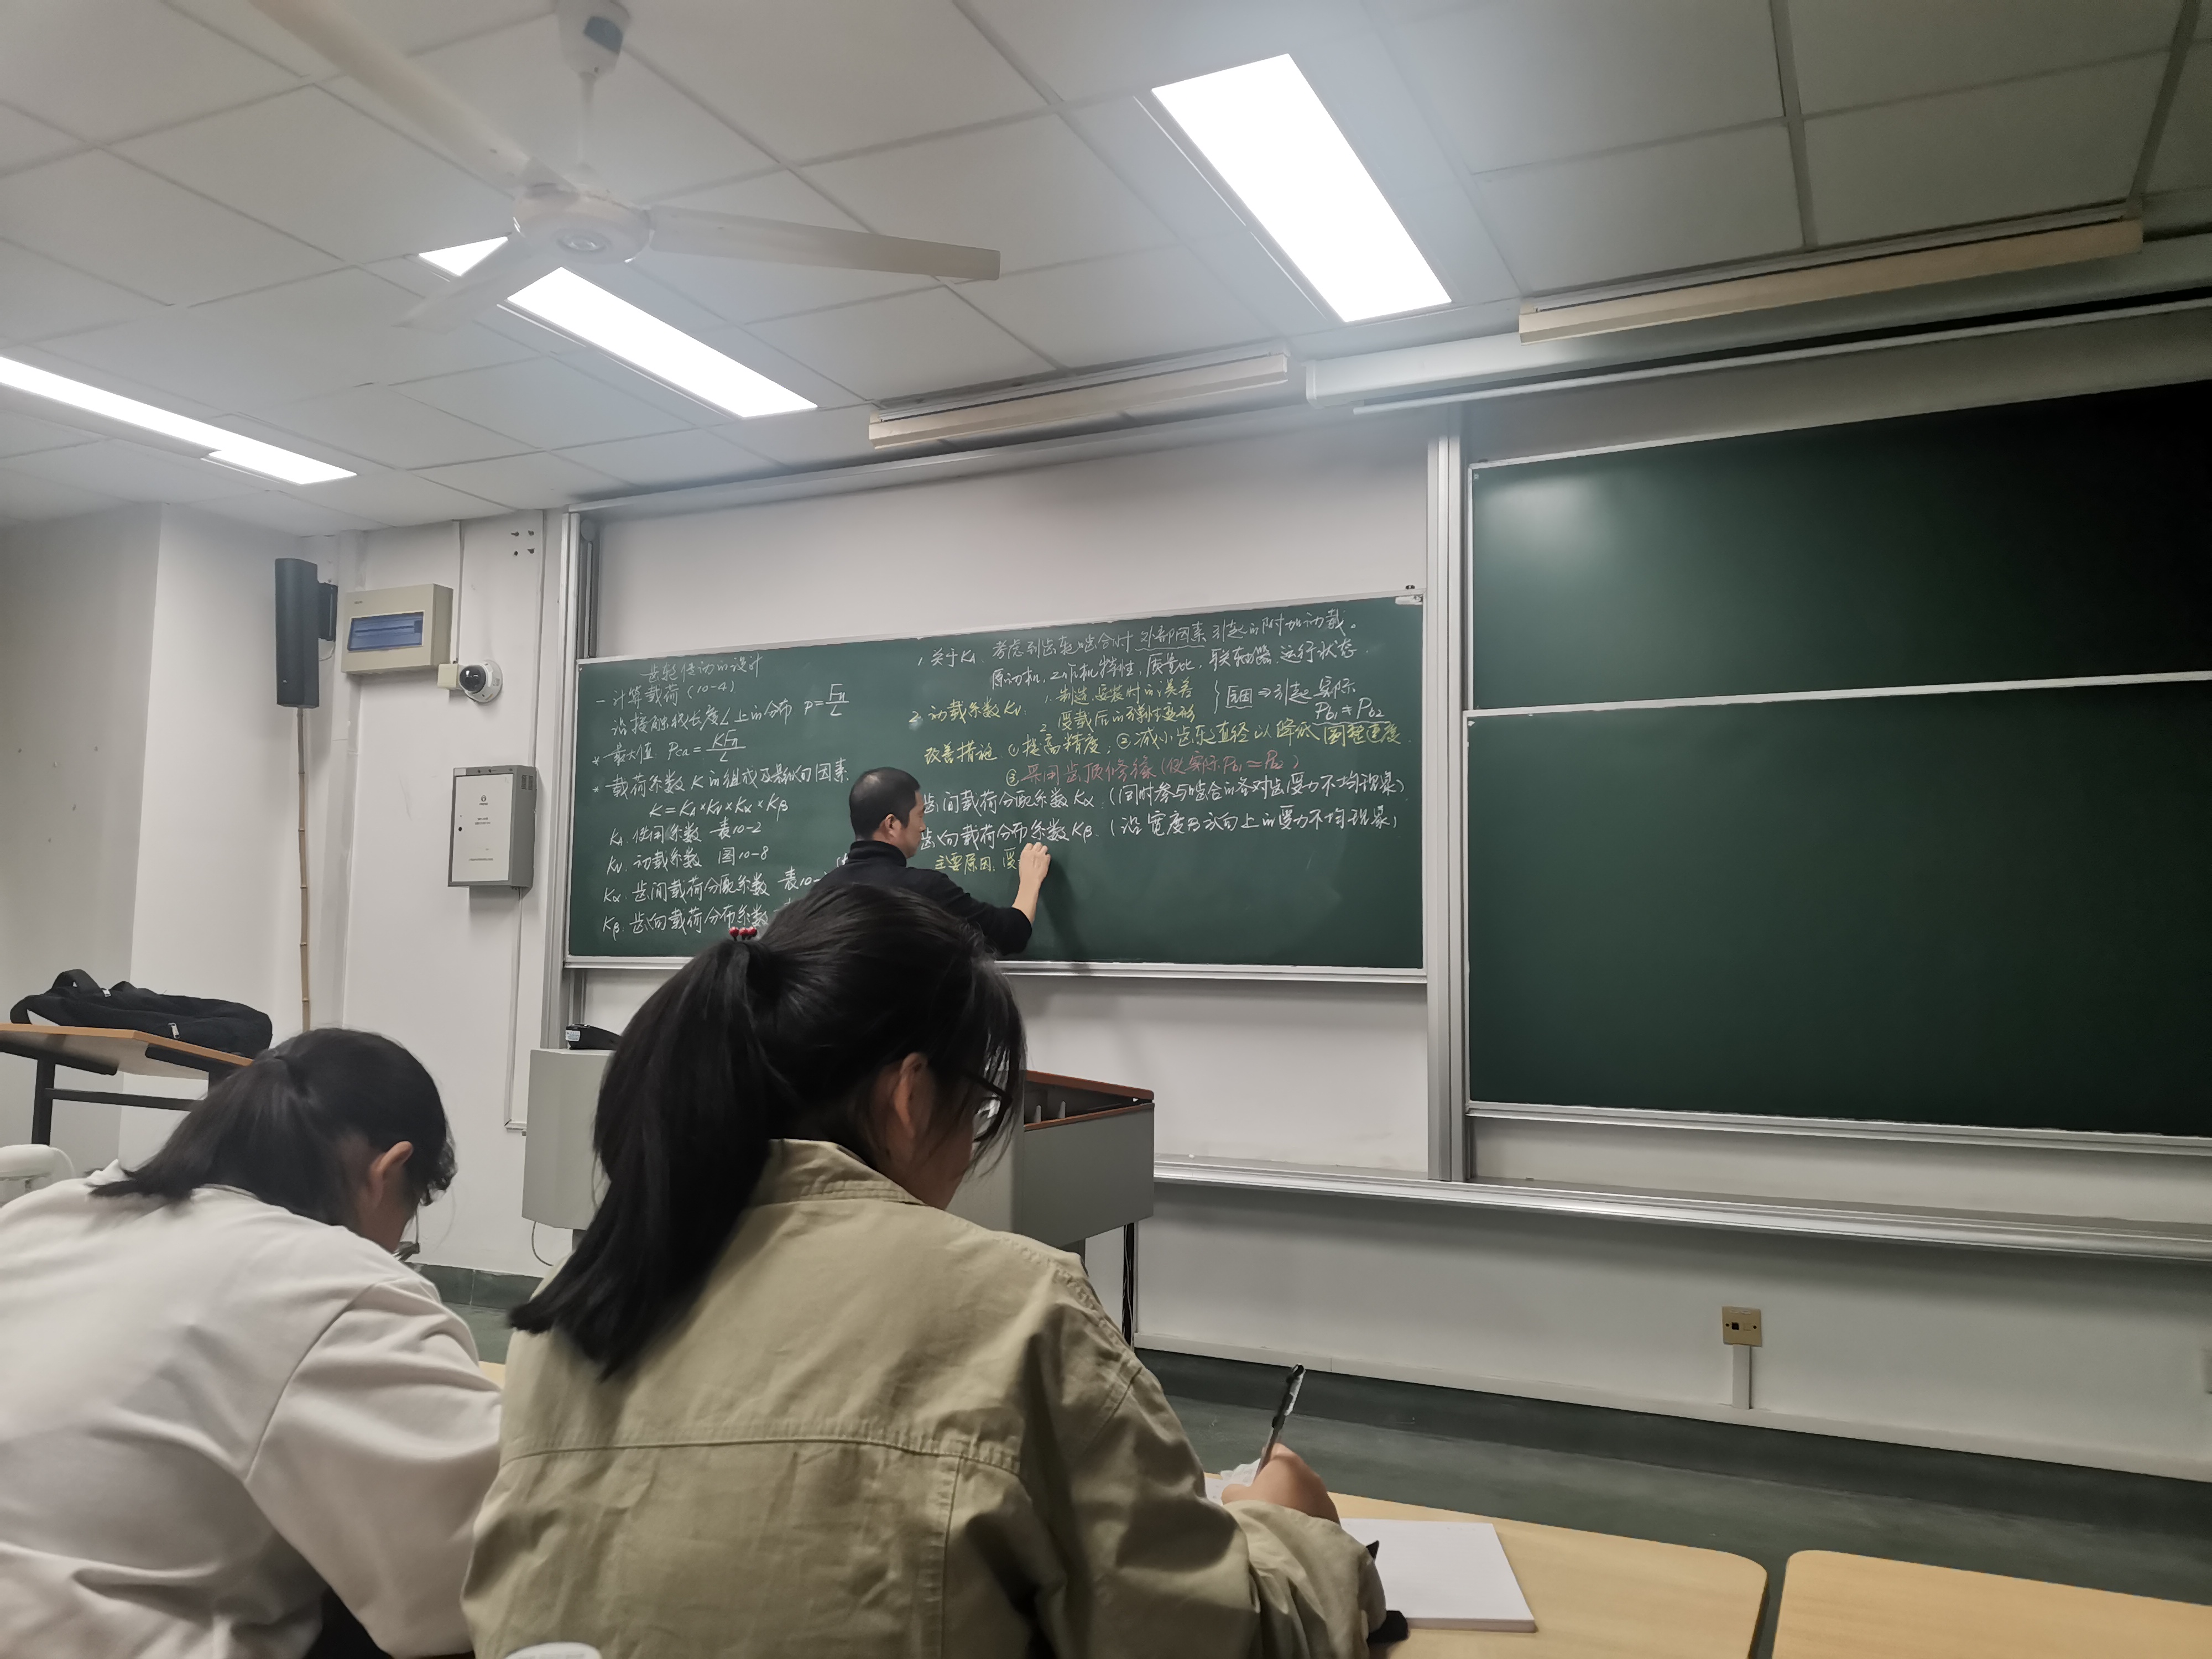 齿轮传动的设计
一 计算载荷 (10-4)
沿接触线长度L上的分布 p=Fn/L
* 最大值 Pca=KFn/L
* 载荷系数K的组成及影响因素
K=KA×KV×Kα×Kβ
KA: 使用系数 表10-2
KV: 动载系数 图10-8
Kα: 齿间载荷分配系数 表10-
Kβ: 齿向载荷分布系数
1. 关于KA: 考虑到齿轮啮合时外部因素引起的附加动载。
原动机,工作机特性,质量比,联轴器,运行状态
2. 动载系数KV: 1. 制造安装时的误差
2. 受载后的弹性变形
} 原因⇒引起实际
Pb1≠Pb2
改善措施 ①提高精度; ②减小齿轮直径以降低圆整速度
③采用齿顶修缘(使实际Pb1=Pb2)
齿间载荷分配系数Kα: (同时参与啮合的各对齿受力不均现象)
齿向载荷分布系数Kβ: (沿宽度的方向上的受力不均现象)
主要原因: 受